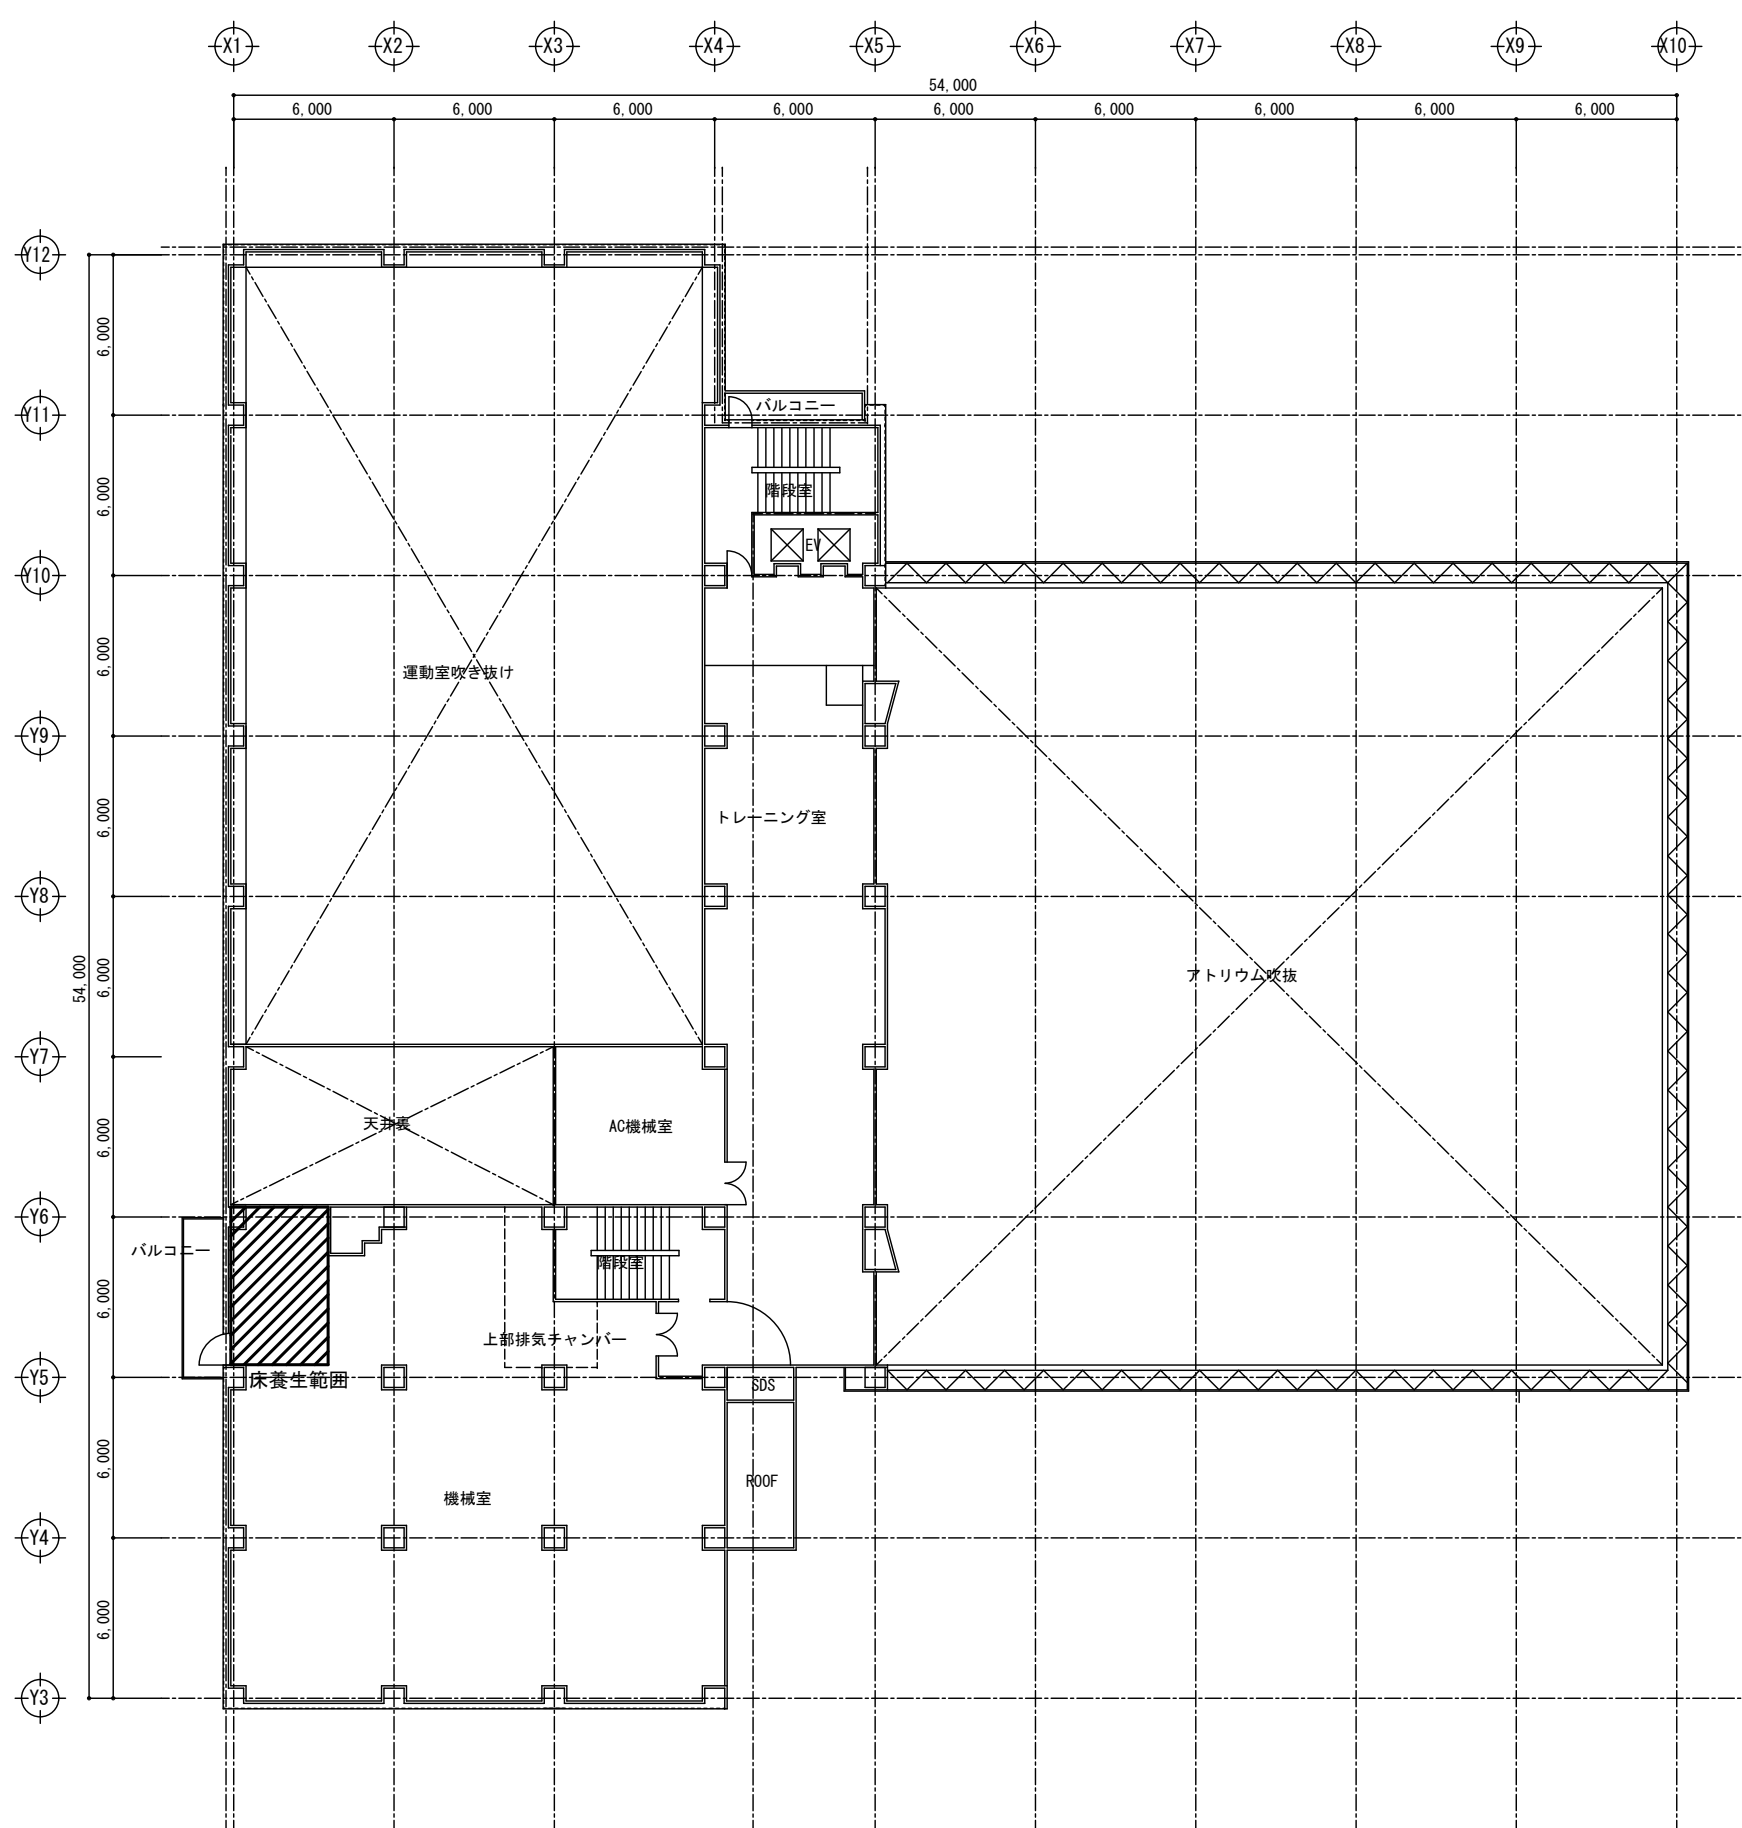 X1 X2 X3 X4 X5 X6 X7 X8 X9 X10
54,000
6,000 6,000 6,000 6,000 6,000 6,000 6,000 6,000 6,000
Y12
6,000
Y11
バルコニー
6,000
階段室
EV
Y10
6,000
運動室吹き抜け
Y9
6,000
トレーニング室
Y8
54,000
6,000
アトリウム吹抜
Y7
6,000
天井裏
AC機械室
Y6
バルコニー
階段室
6,000
上部排気チャンバー
Y5
床養生範囲
SDS
6,000
ROOF
機械室
Y4
6,000
Y3